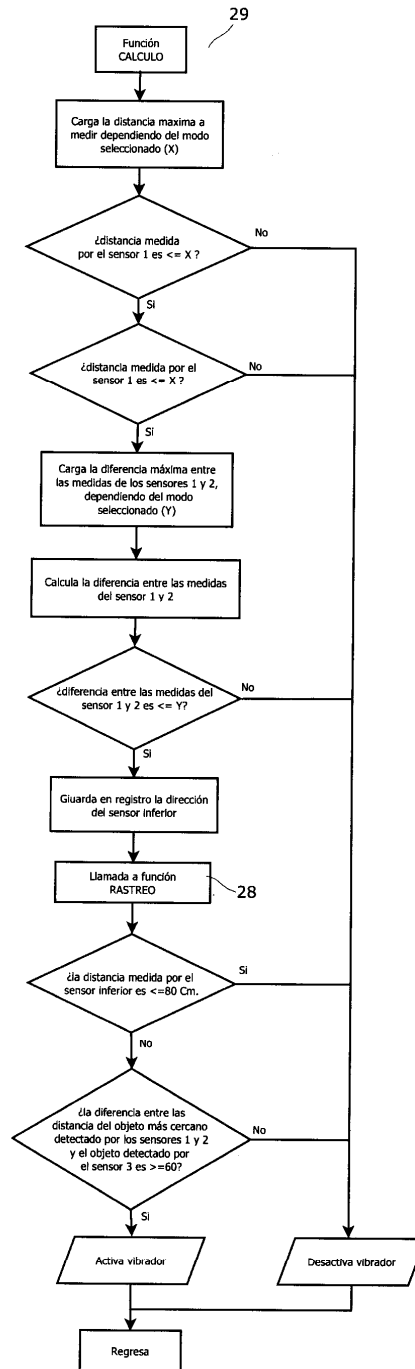 29
Función
CALCULO
Carga la distancia maxima a
medir dependiendo del modo
seleccionado (X)
¿distancia medida
por el sensor 1 es <= X ?
No
Si
¿distancia medida por el
sensor 1 es <= X ?
No
Si
Carga la diferencia máxima entre
las medidas de los sensores 1 y 2,
dependiendo del modo
seleccionado (Y)
Calcula la diferencia entre las medidas
del sensor 1 y 2
¿diferencia entre las medidas del
sensor 1 y 2 es <= Y?
No
Si
Giuarda en registro la dirección
del sensor inferior
Llamada a función
RASTREO
28
¿la distancia medida por el
sensor inferior es <=80 Cm.
Si
No
¿la diferencia entre las
distancia del objeto más cercano
detectado por los sensores 1 y 2
y el objeto detectado por
el sensor 3 es >=60?
No
Si
Activa vibrador
Desactiva vibrador
Regresa